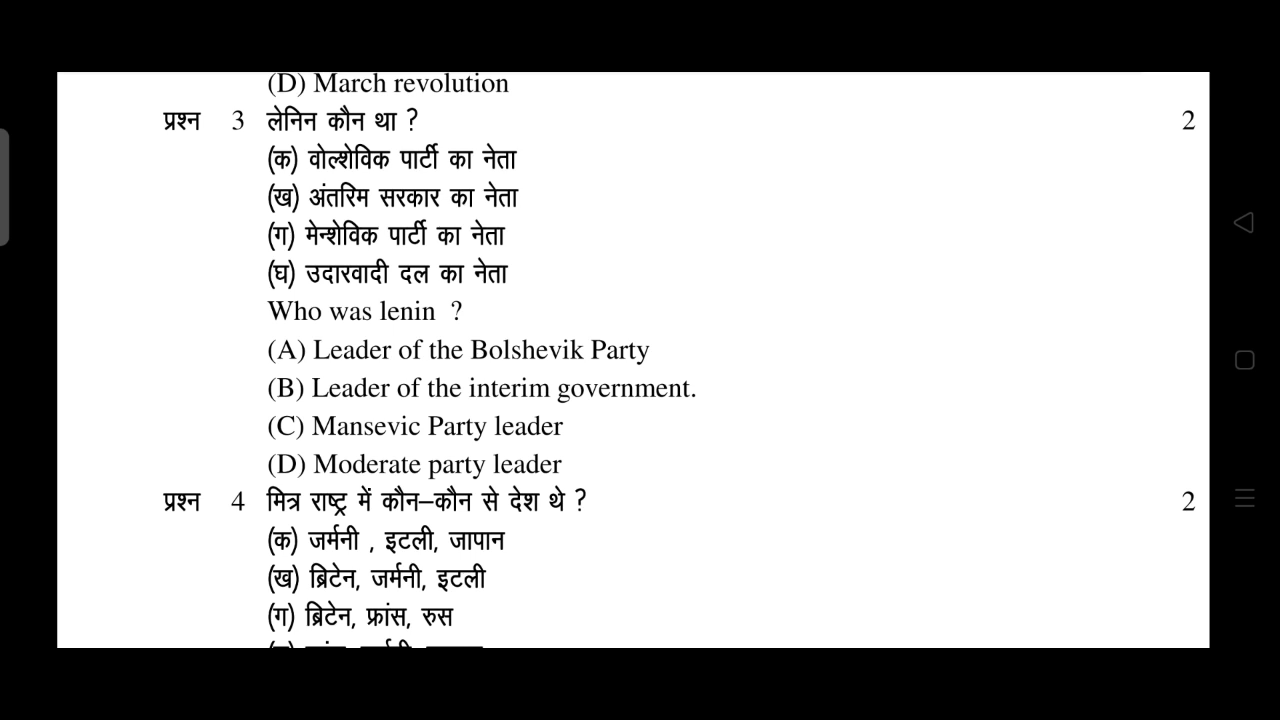 (D) March revolution
प्रश्न 3 लेनिन कौन था ? 2
(क) वोल्शेविक पार्टी का नेता
(ख) अंतरिम सरकार का नेता
(ग) मेन्शेविक पार्टी का नेता
(घ) उदारवादी दल का नेता
Who was lenin ?
(A) Leader of the Bolshevik Party
(B) Leader of the interim government.
(C) Mansevic Party leader
(D) Moderate party leader
प्रश्न 4 मित्र राष्ट्र में कौन–कौन से देश थे ? 2
(क) जर्मनी , इटली, जापान
(ख) ब्रिटेन, जर्मनी, इटली
(ग) ब्रिटेन, फ्रांस, रुस